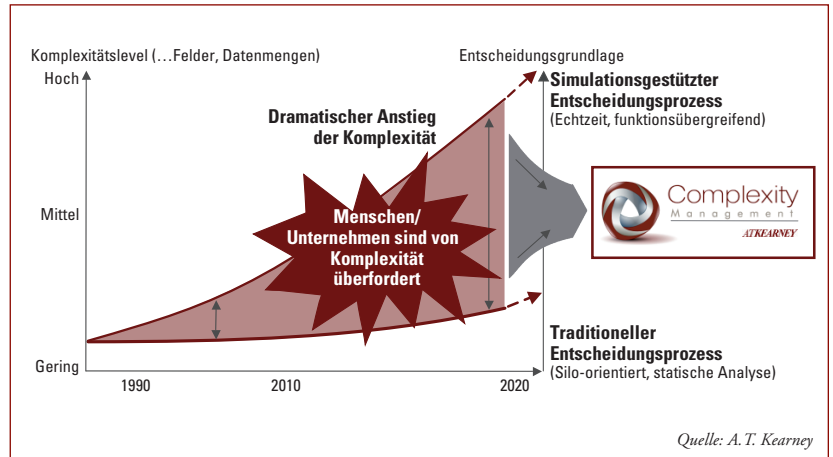 Komplexitätslevel (…Felder, Datenmengen)
Entscheidungsgrundlage
Hoch
Simulationsgestützter
Entscheidungsprozess
(Echtzeit, funktionsübergreifend)
Dramatischer Anstieg
der Komplexität
Mittel
Menschen/
Unternehmen sind von
Komplexität
überfordert
Complexity
Management
ATKEARNEY
Traditioneller
Entscheidungsprozess
(Silo-orientiert, statische Analyse)
Gering
1990
2010
2020
Quelle: A.T. Kearney